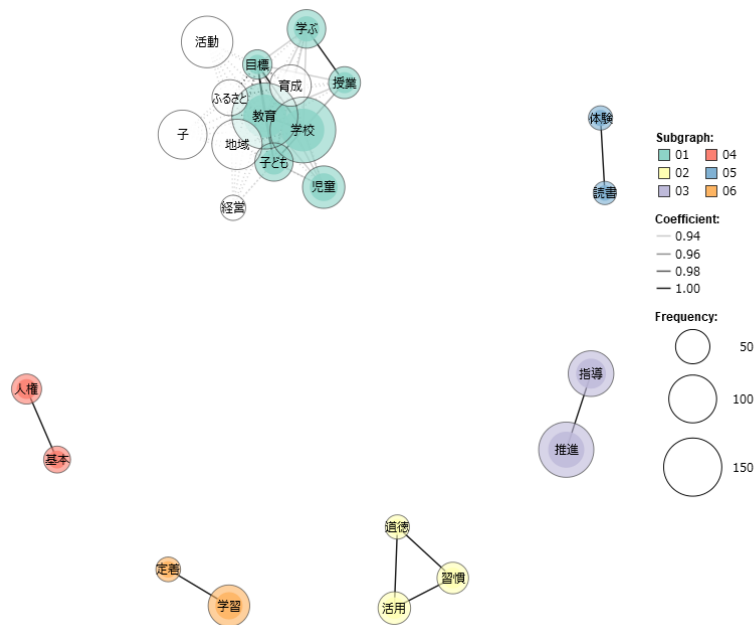 学ぶ
活動
目標
育成
授業
ふるさと
教育
学校
子
地域
子ども
児童
経営
体験
読書
Subgraph:
01 04
02 05
03 06
Coefficient:
0.94
0.96
0.98
1.00
Frequency:
50
100
150
人権
基本
指導
推進
道徳
定着
習慣
学習
活用